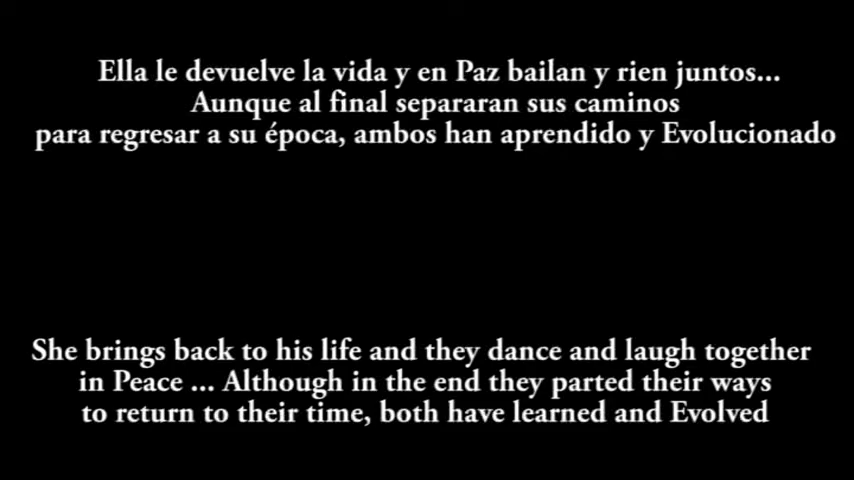 Ella le devuelve la vida y en Paz bailan y rien juntos...
Aunque al final separaran sus caminos
para regresar a su época, ambos han aprendido y Evolucionado
She brings back to his life and they dance and laugh together
in Peace ... Although in the end they parted their ways
to return to their time, both have learned and Evolved